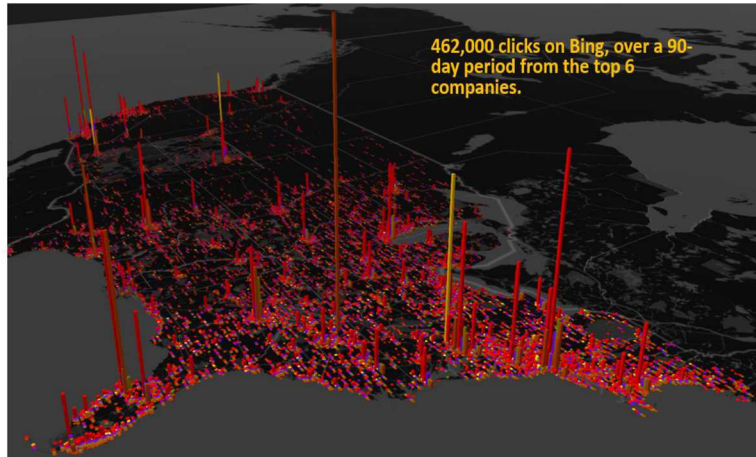 462,000 clicks on Bing, over a 90-
day period from the top 6
companies.